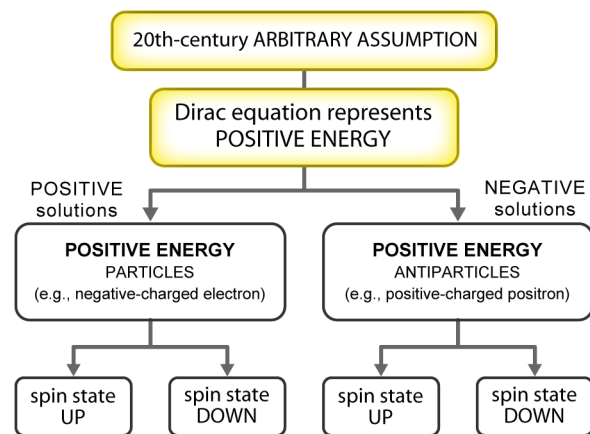 20th-century ARBITRARY ASSUMPTION
Dirac equation represents
POSITIVE ENERGY
POSITIVE
solutions
NEGATIVE
solutions
POSITIVE ENERGY
PARTICLES
(e.g., negative-charged electron)
POSITIVE ENERGY
ANTIPARTICLES
(e.g., positive-charged positron)
spin state
UP
spin state
DOWN
spin state
UP
spin state
DOWN